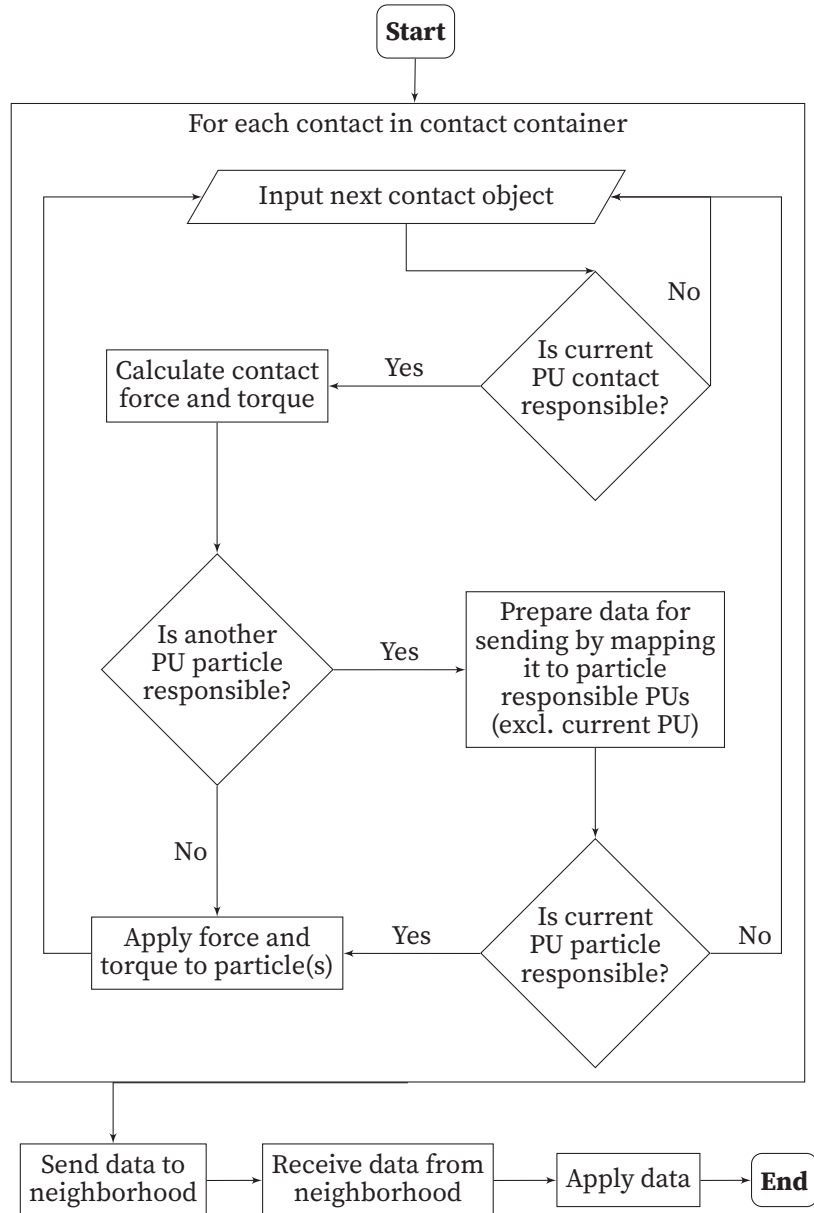 Start
For each contact in contact container
Input next contact object
No
Is current
PU contact
responsible?
Yes
Calculate contact
force and torque
Is another
PU particle
responsible?
Yes
Prepare data for
sending by mapping
it to particle
responsible PUs
(excl. current PU)
No
Is current
PU particle
responsible?
No
Yes
Apply force and
torque to particle(s)
Send data to
neighborhood
Receive data from
neighborhood
Apply data
End